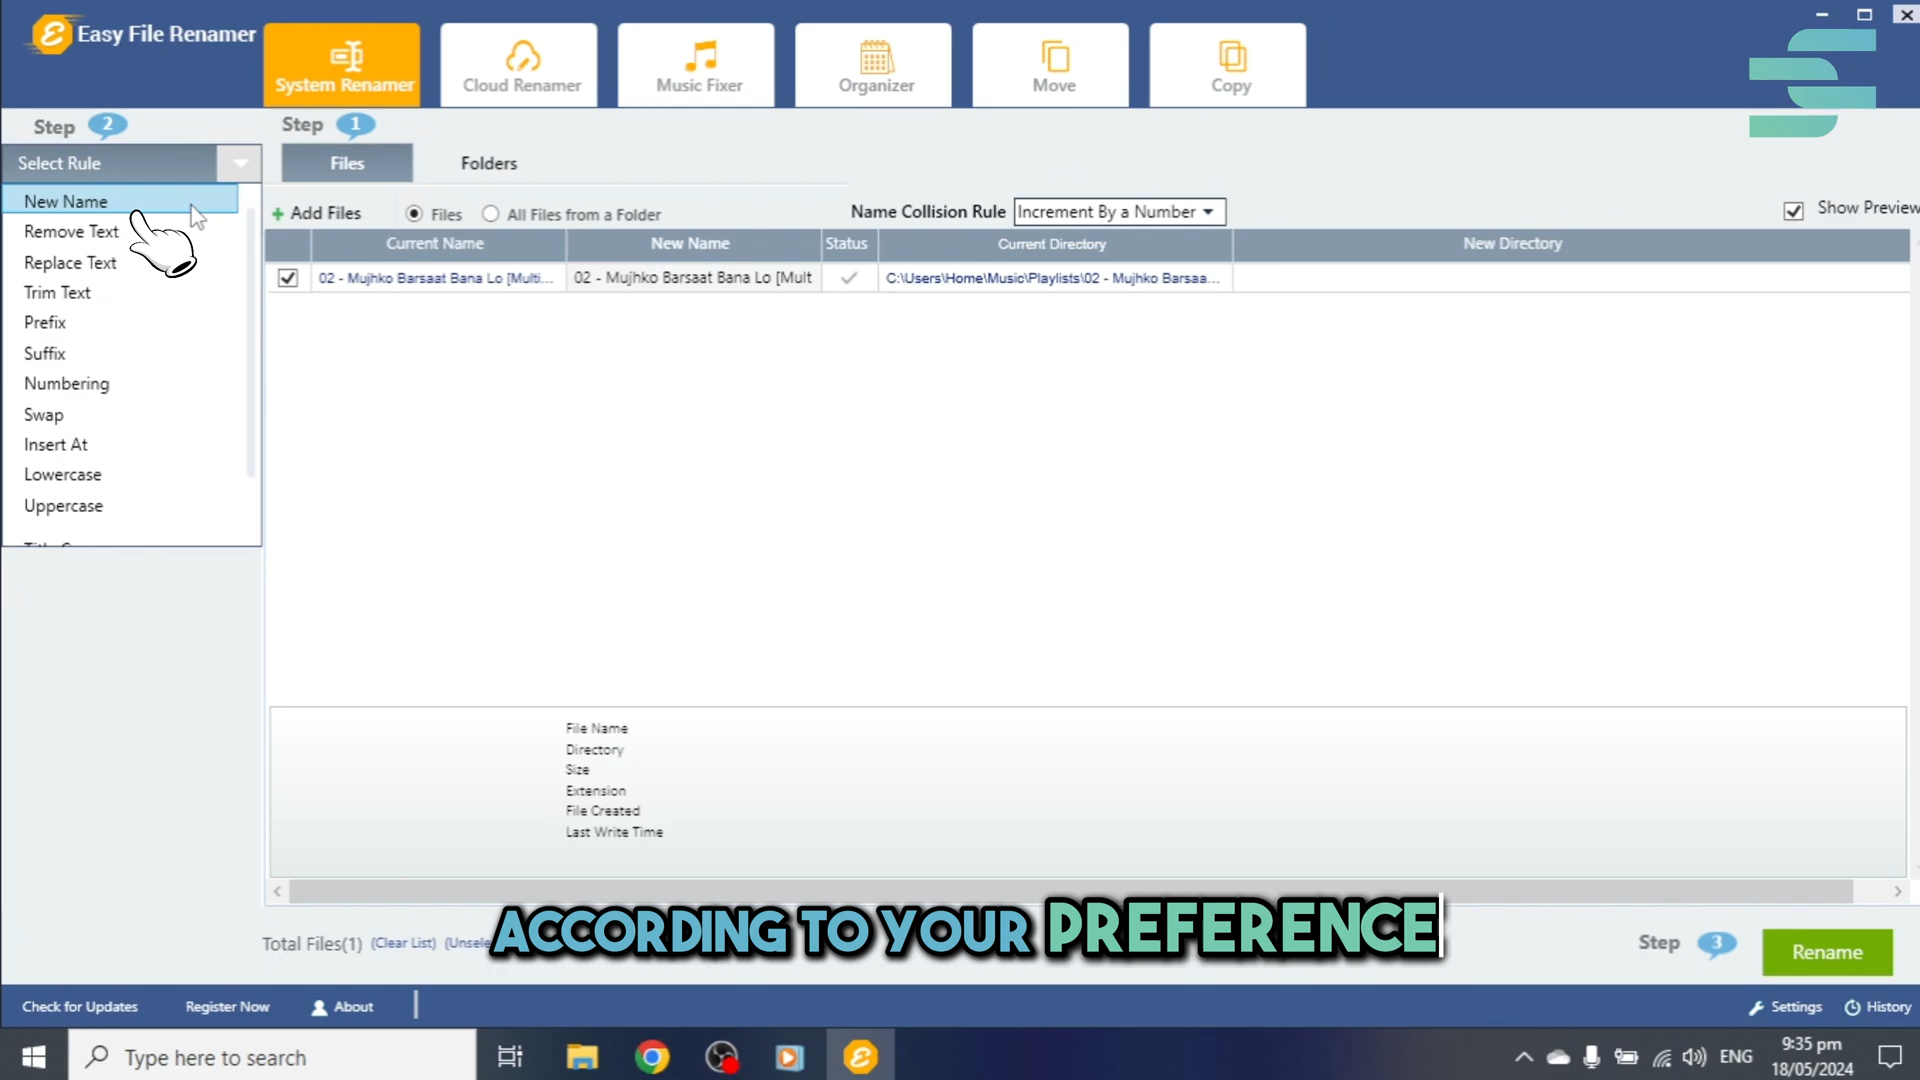 Easy File Renamer
System Renamer
Cloud Renamer
Music Fixer
Organizer
Move
Copy
Step 2
Step 1
Select Rule
Files
Folders
New Name
Remove Text
Replace Text
Trim Text
Prefix
Suffix
Numbering
Swap
Insert At
Lowercase
Uppercase
+ Add Files
Files
All Files from a Folder
Name Collision Rule
Increment By a Number
Show Preview
Current Name
New Name
Status
Current Directory
New Directory
02 - Mujhko Barsaat Bana Lo [Multi...
02 - Mujhko Barsaat Bana Lo [Mult
C:\Users\Home\Music\Playlists\02 - Mujhko Barsaa...
File Name
Directory
Size
Extension
File Created
Last Write Time
ACCORDING TO YOUR PREFERENCE
Total Files(1) (Clear List) (Unsele
Step 3
Rename
Check for Updates
Register Now
About
Settings
History
Type here to search
ENG
9:35 pm
18/05/2024